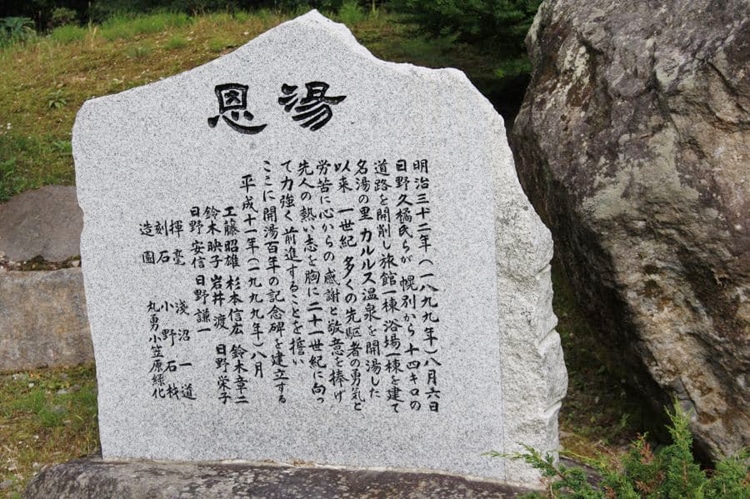 湯恩
明治三十二年(一八九九年)八月六日
日野久橘氏らが 幌別から十四キロの
道路を開削し旅館一棟 浴場一棟を建て
名湯の里 カルルス温泉を開湯した
以来 一世紀 多くの先駆者の勇気と
労苦に心からの感謝と敬意を捧げ
先人の熱い志を胸に 二十一世紀に向っ
て力強く前進することを誓い
ここに開湯百年の記念碑を建立する
平成十一年(一九九九年)八月
工藤昭雄 杉本信広 鈴木幸二
鈴木映子 岩井渡 日野栄子
日野安信 日野謙一
揮毫 淺沼一道
刻石 小野石材
造園 丸勇小笠原緑化